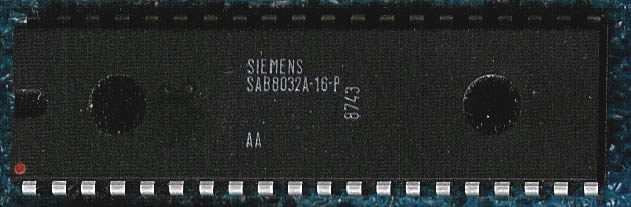 SIEMENS
SAB8032A-16-P
8743
AA